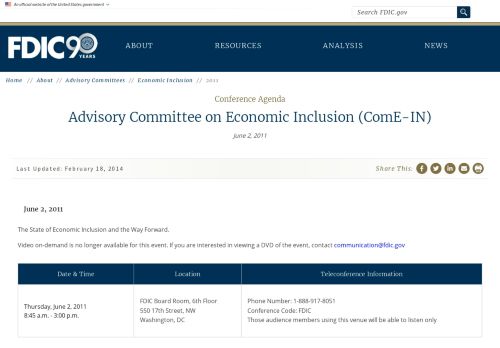 An official website of the United States government
Search FDIC.gov
FDIC 90 YEARS
ABOUT RESOURCES ANALYSIS NEWS
Home // About // Advisory Committees // Economic Inclusion // 2011
Conference Agenda
Advisory Committee on Economic Inclusion (ComE-IN)
June 2, 2011
Last Updated: February 18, 2014
Share This:
June 2, 2011
The State of Economic Inclusion and the Way Forward.
Video on-demand is no longer available for this event. If you are interested in viewing a DVD of the event, contact communication@fdic.gov
Date & Time Location Teleconference Information
Thursday, June 2, 2011
8:45 a.m. - 3:00 p.m.
FDIC Board Room, 6th Floor
550 17th Street, NW
Washington, DC
Phone Number: 1-888-917-8051
Conference Code: FDIC
Those audience members using this venue will be able to listen only